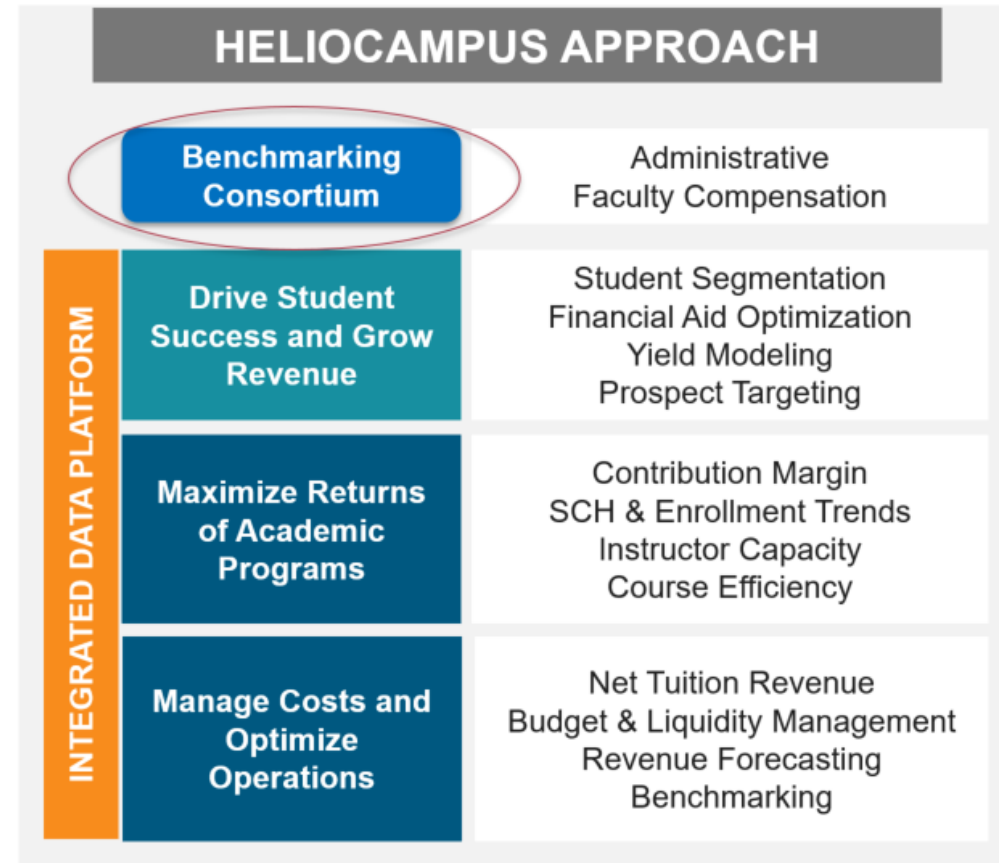 HELIOCAMPUS APPROACH
Benchmarking
Consortium
Administrative
Faculty Compensation
INTEGRATED DATA PLATFORM
Drive Student
Success and Grow
Revenue
Student Segmentation
Financial Aid Optimization
Yield Modeling
Prospect Targeting
Maximize Returns
of Academic
Programs
Contribution Margin
SCH & Enrollment Trends
Instructor Capacity
Course Efficiency
Manage Costs and
Optimize
Operations
Net Tuition Revenue
Budget & Liquidity Management
Revenue Forecasting
Benchmarking